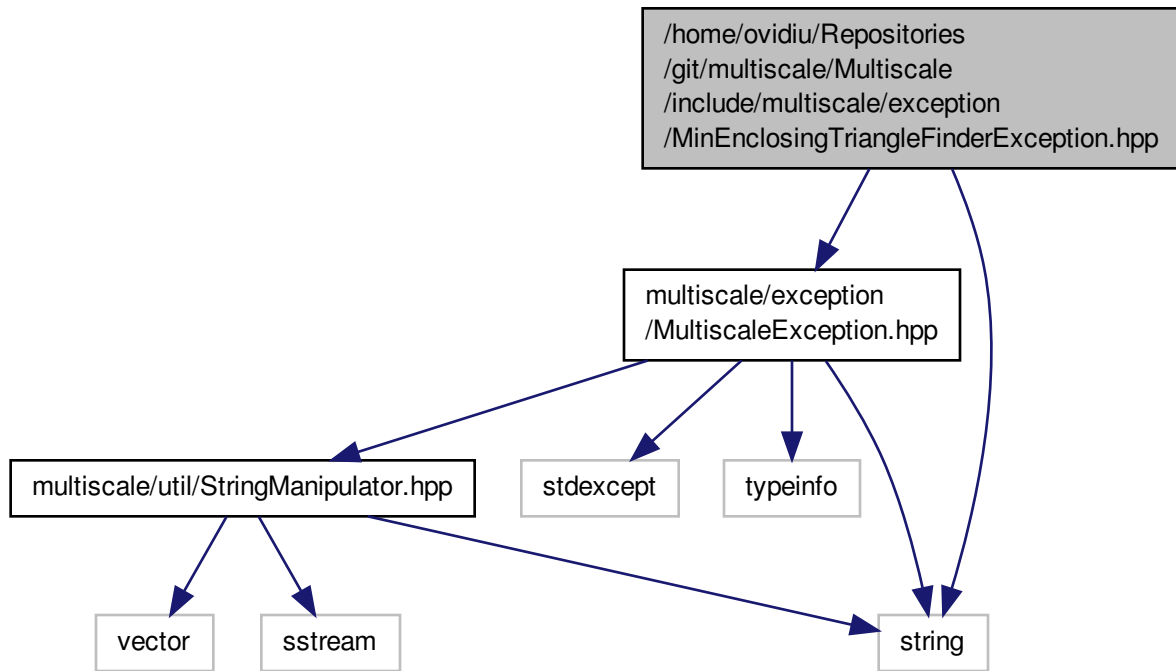 /home/ovidiu/Repositories
/git/multiscale/Multiscale
/include/multiscale/exception
/MinEnclosingTriangleFinderException.hpp
multiscale/exception
/MultiscaleException.hpp
multiscale/util/StringManipulator.hpp
stdexcept
typeinfo
vector
sstream
string